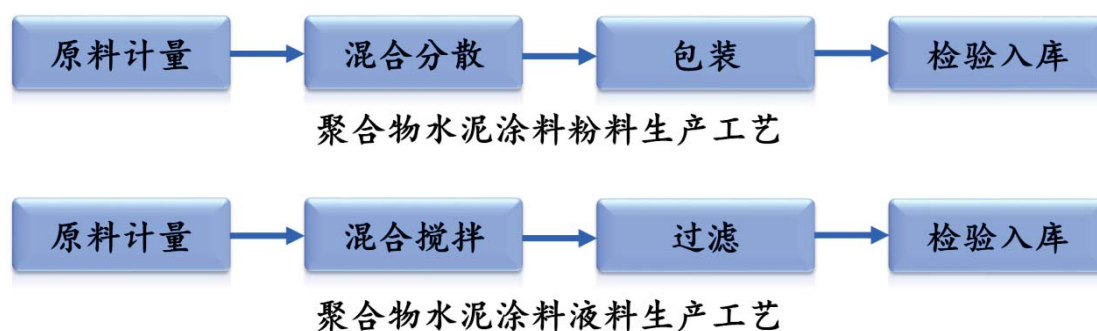 原料计量 混合分散 包装 检验入库
聚合物水泥涂料粉料生产工艺
原料计量 混合搅拌 过滤 检验入库
聚合物水泥涂料液料生产工艺